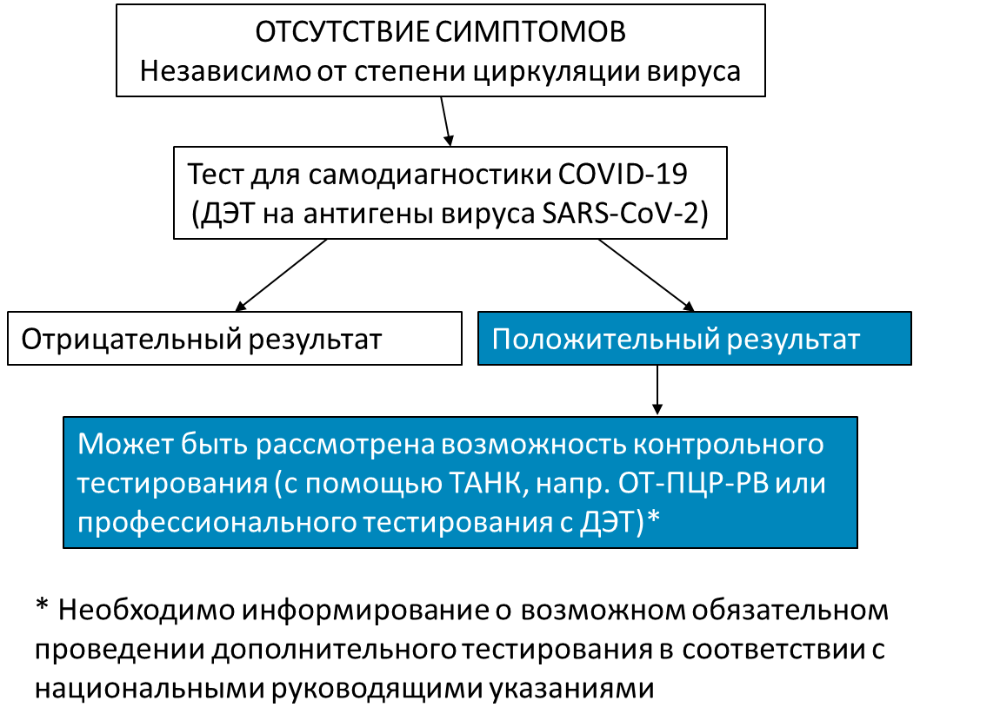 ОТСУТСТВИЕ СИМПТОМОВ
Независимо от степени циркуляции вируса
Тест для самодиагностики COVID-19
(ДЭТ на антигены вируса SARS-CoV-2)
Отрицательный результат
Положительный результат
Может быть рассмотрена возможность контрольного
тестирования (с помощью ТАНК, напр. ОТ-ПЦР-РВ или
профессионального тестирования с ДЭТ)*
* Необходимо информирование о возможном обязательном
проведении дополнительного тестирования в соответствии с
национальными руководящими указаниями